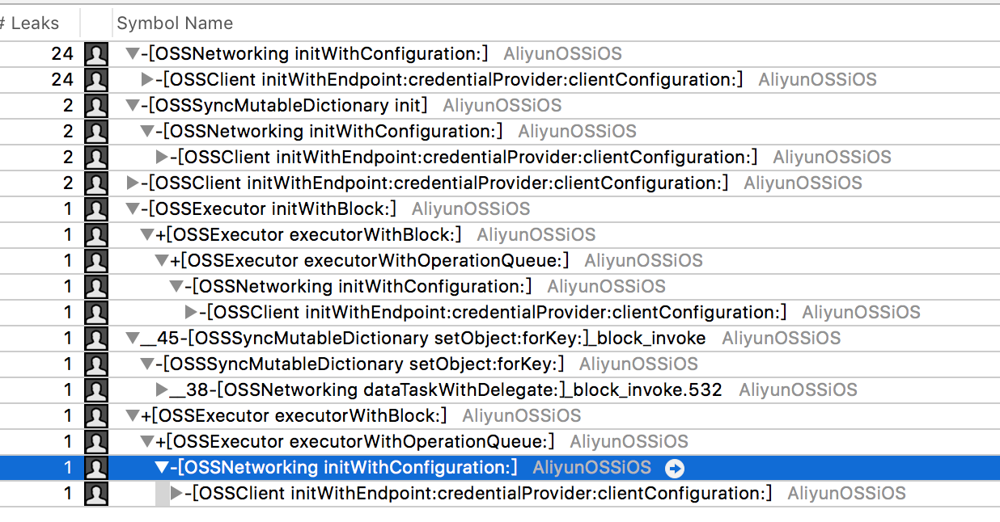 # Leaks Symbol Name
24 -[OSSNetworking initWithConfiguration:] AliyunOSSiOS
24 -[OSSClient initWithEndpoint:credentialProvider:clientConfiguration:] AliyunOSSiOS
2 -[OSSSyncMutableDictionary init] AliyunOSSiOS
2 -[OSSNetworking initWithConfiguration:] AliyunOSSiOS
2 -[OSSClient initWithEndpoint:credentialProvider:clientConfiguration:] AliyunOSSiOS
2 -[OSSClient initWithEndpoint:credentialProvider:clientConfiguration:] AliyunOSSiOS
1 -[OSSExecutor initWithBlock:] AliyunOSSiOS
1 +[OSSExecutor executorWithBlock:] AliyunOSSiOS
1 +[OSSExecutor executorWithOperationQueue:] AliyunOSSiOS
1 -[OSSNetworking initWithConfiguration:] AliyunOSSiOS
1 -[OSSClient initWithEndpoint:credentialProvider:clientConfiguration:] AliyunOSSiOS
1 __45-[OSSSyncMutableDictionary setObject:forKey:]_block_invoke AliyunOSSiOS
1 -[OSSSyncMutableDictionary setObject:forKey:] AliyunOSSiOS
1 __38-[OSSNetworking dataTaskWithDelegate:]_block_invoke.532 AliyunOSSiOS
1 +[OSSExecutor executorWithBlock:] AliyunOSSiOS
1 +[OSSExecutor executorWithOperationQueue:] AliyunOSSiOS
1 -[OSSNetworking initWithConfiguration:] AliyunOSSiOS
1 -[OSSClient initWithEndpoint:credentialProvider:clientConfiguration:] AliyunOSSiOS